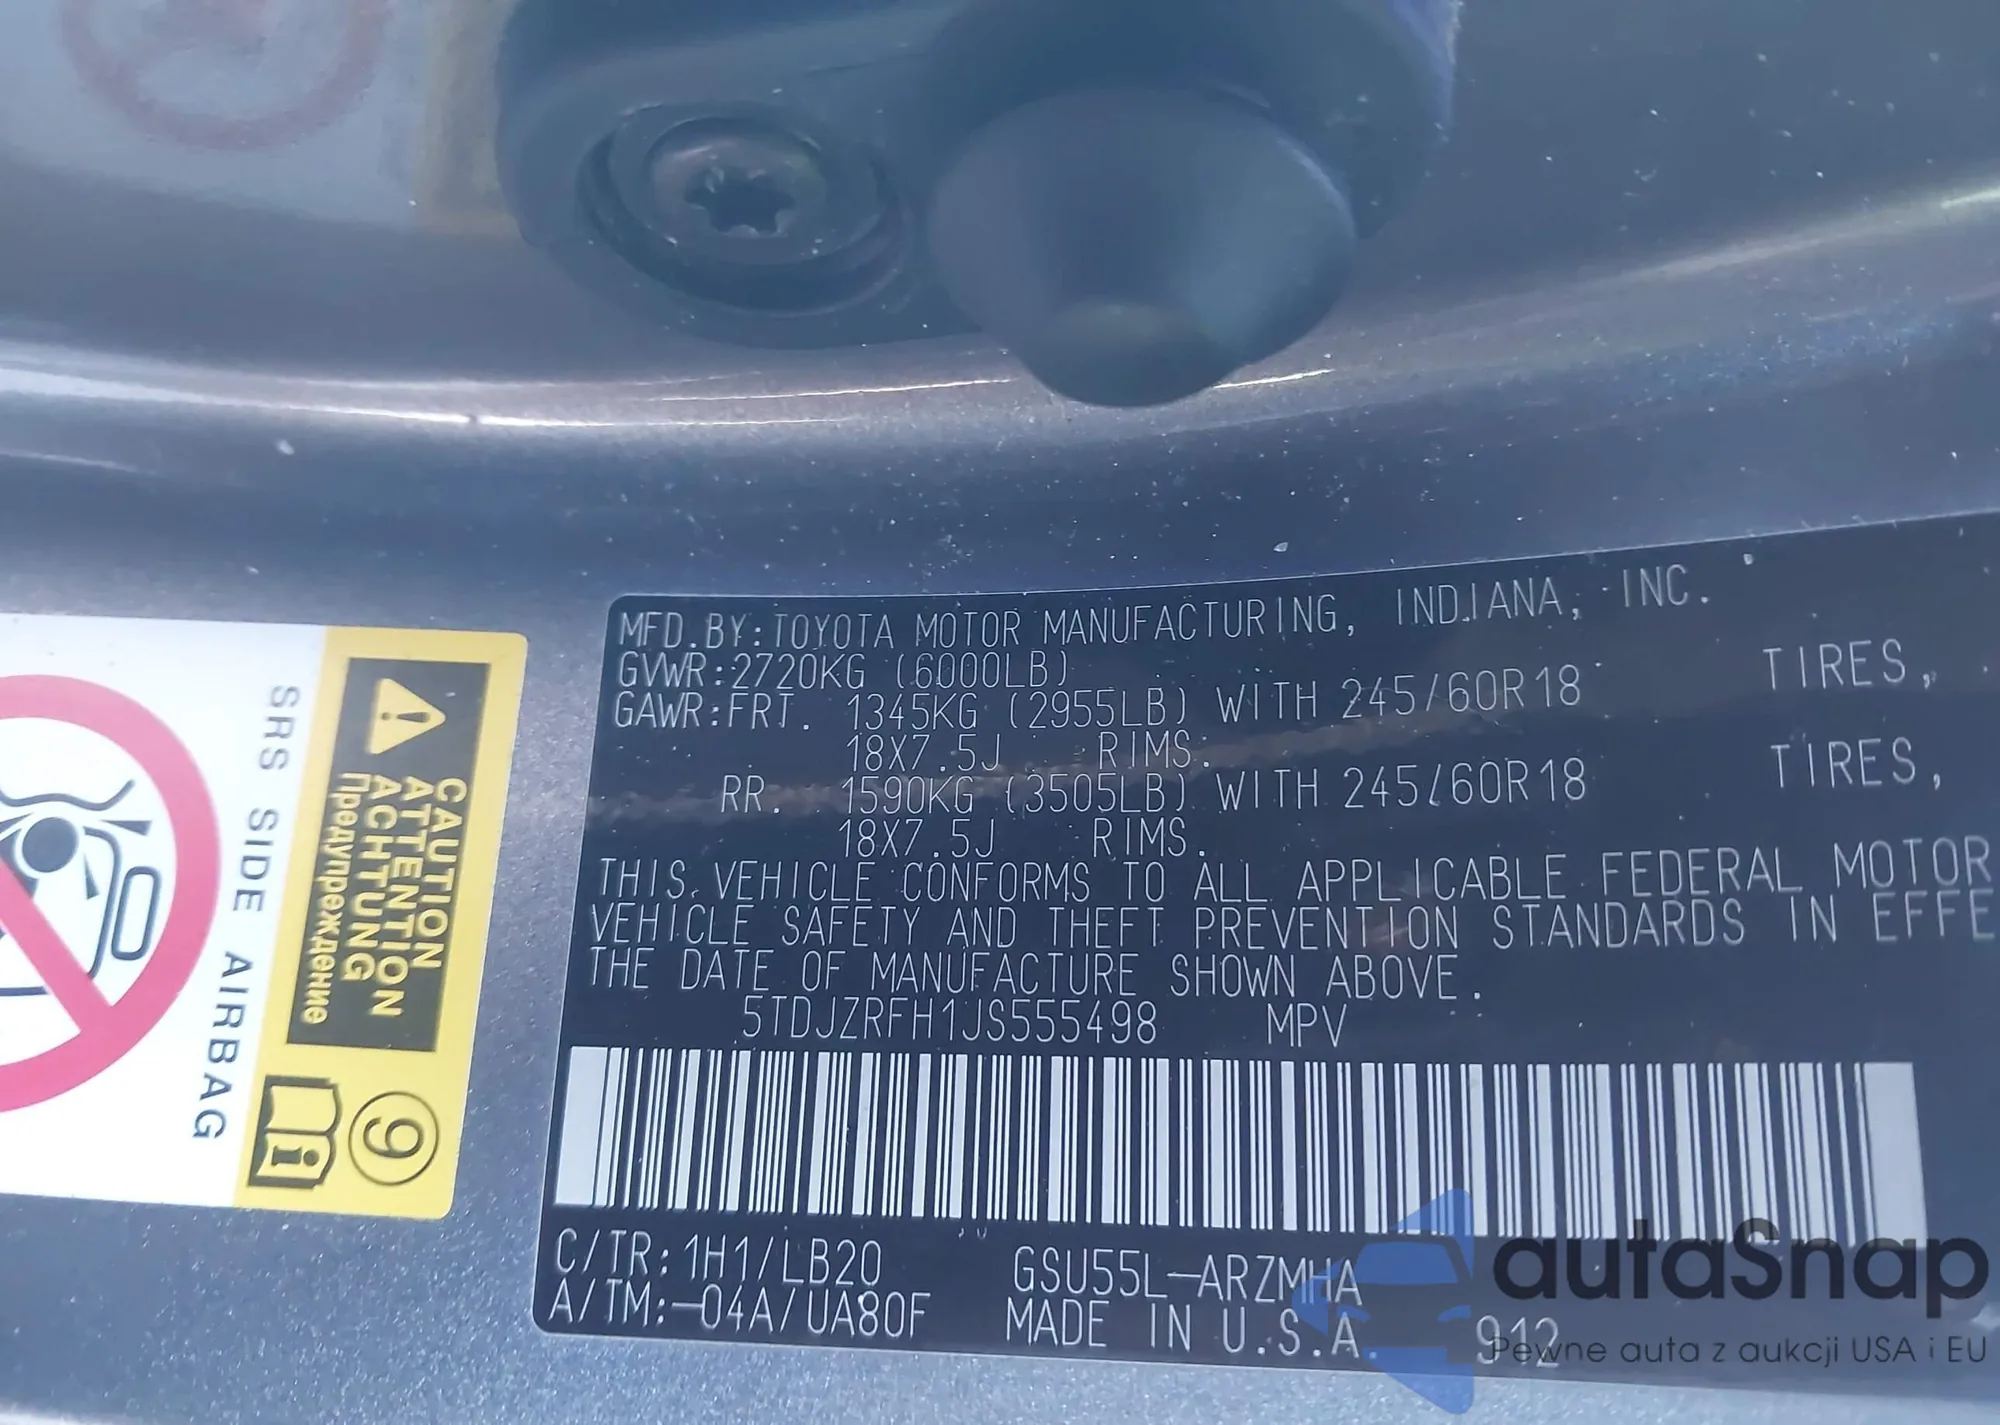 MFD.BY:TOYOTA MOTOR MANUFACTURING, INDIANA, INC.
GVWR:2720KG (6000LB)
GAWR:FRT. 1345KG (2955LB) WITH 245/60R18 TIRES,
18X7.5J RIMS.
RR. 1590KG (3505LB) WITH 245/60R18 TIRES,
18X7.5J RIMS.
THIS VEHICLE CONFORMS TO ALL APPLICABLE FEDERAL MOTOR
VEHICLE SAFETY AND THEFT PREVENTION STANDARDS IN EFFE
THE DATE OF MANUFACTURE SHOWN ABOVE.
5TDJZRFH1JS555498 MPV
C/TR:1H1/LB20 GSU55L-ARZMHA
A/TM:-04A/UA80F MADE IN U.S.A. 912
CAUTION
ATTENTION
ACHTUNG
Предупреждение
SRS SIDE AIRBAG
9
i
autaSnap
Pewne auta z aukcji USA i EU